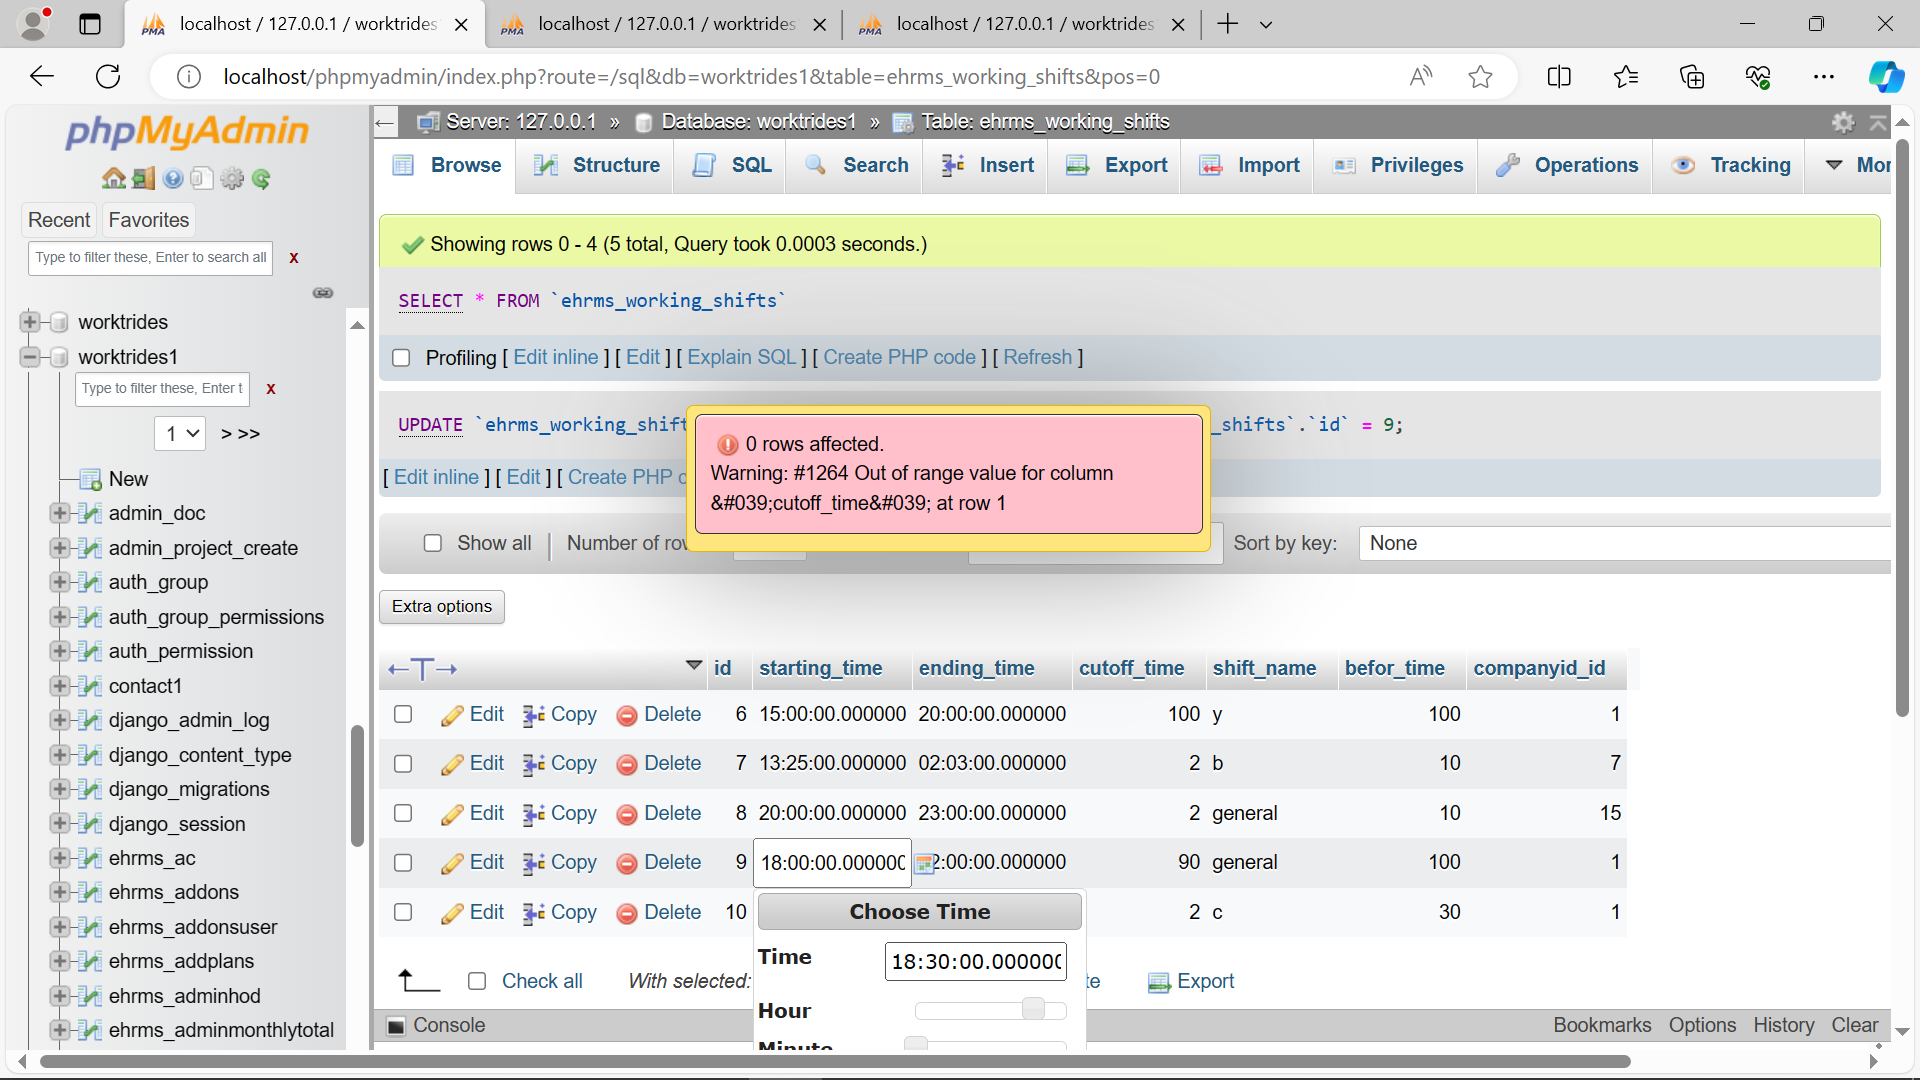 localhost / 127.0.0.1 / worktrides
localhost / 127.0.0.1 / worktrides
localhost / 127.0.0.1 / worktrides
localhost/phpmyadmin/index.php?route=/sql&db=worktrides1&table=ehrms_working_shifts&pos=0
phpMyAdmin
Recent Favorites
Type to filter these, Enter to search all X
worktrides
worktrides1
Type to filter these, Enter t X
1 > >>
New
admin_doc
admin_project_create
auth_group
auth_group_permissions
auth_permission
contact1
django_admin_log
django_content_type
django_migrations
django_session
ehrms_ac
ehrms_addons
ehrms_addonsuser
ehrms_addplans
ehrms_adminhod
ehrms_adminmonthlytotal
Server: 127.0.0.1 » Database: worktrides1 » Table: ehrms_working_shifts
Browse Structure SQL Search Insert Export Import Privileges Operations Tracking Mor
Showing rows 0 - 4 (5 total, Query took 0.0003 seconds.)
SELECT * FROM `ehrms_working_shifts`
Profiling [ Edit inline ] [ Edit ] [ Explain SQL ] [ Create PHP code ] [ Refresh ]
UPDATE `ehrms_working_shift _shifts`.`id` = 9;
[ Edit inline ] [ Edit ] [ Create PHP c
0 rows affected.
Warning: #1264 Out of range value for column
&#039;cutoff_time&#039; at row 1
Show all Number of rov Sort by key: None
Extra options
←T→ id starting_time ending_time cutoff_time shift_name befor_time companyid_id
Edit Copy Delete 6 15:00:00.000000 20:00:00.000000 100 y 100 1
Edit Copy Delete 7 13:25:00.000000 02:03:00.000000 2 b 10 7
Edit Copy Delete 8 20:00:00.000000 23:00:00.000000 2 general 10 15
Edit Copy Delete 9 18:00:00.000000 2:00:00.000000 90 general 100 1
Edit Copy Delete 10 2 c 30 1
Choose Time
Time 18:30:00.000000
Hour
Minute
Check all With selected: te Export
Console Bookmarks Options History Clear